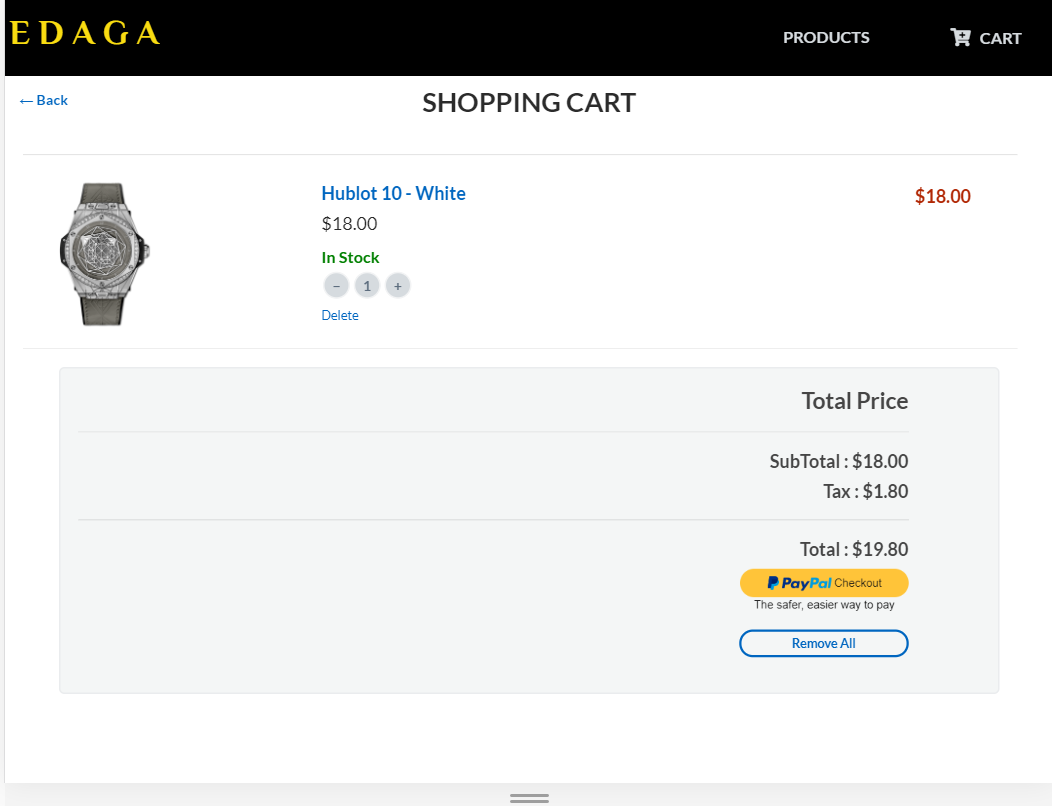 EDAGA
PRODUCTS
CART
← Back
SHOPPING CART
Hublot 10 - White
$18.00
$18.00
In Stock
− 1 +
Delete
Total Price
SubTotal : $18.00
Tax : $1.80
Total : $19.80
PayPal Checkout
The safer, easier way to pay
Remove All